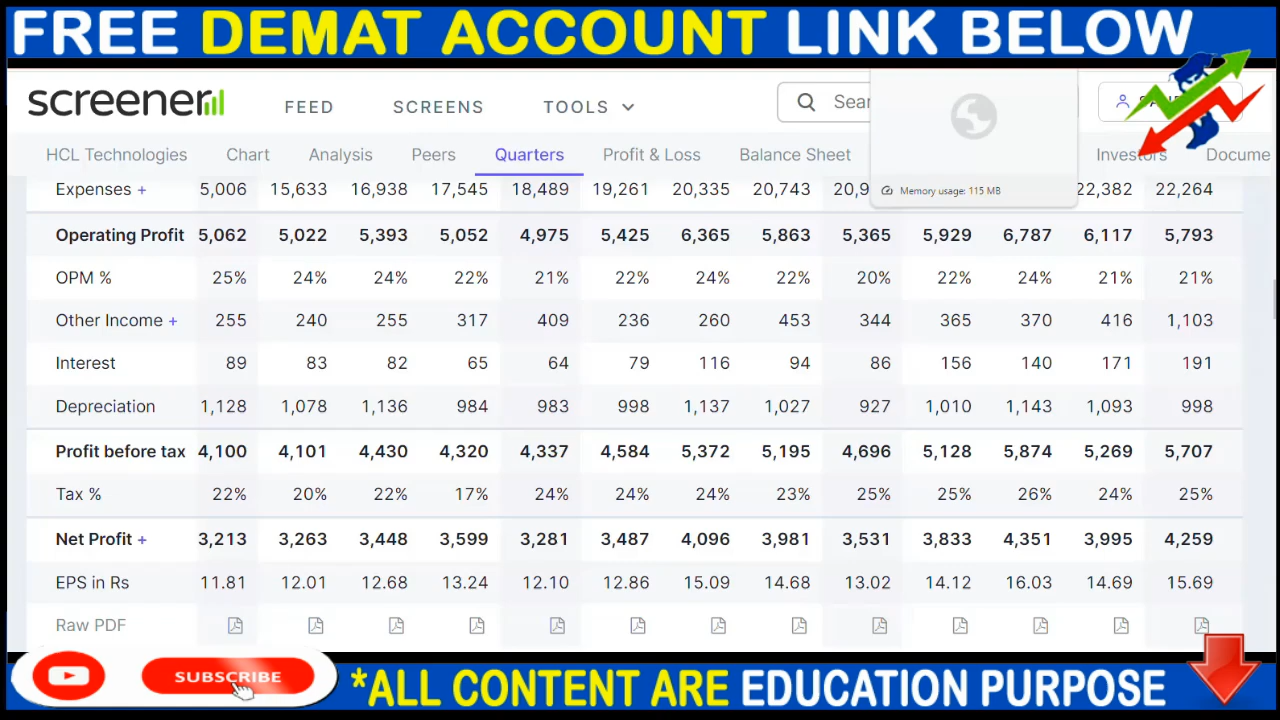 FREE DEMAT ACCOUNT LINK BELOW
screener FEED SCREENS TOOLS
HCL Technologies Chart Analysis Peers Quarters Profit & Loss Balance Sheet Investors
Memory usage: 115 MB
Expenses + 5,006 15,633 16,938 17,545 18,489 19,261 20,335 20,743 22,382 22,264
Operating Profit 5,062 5,022 5,393 5,052 4,975 5,425 6,365 5,863 5,365 5,929 6,787 6,117 5,793
OPM % 25% 24% 24% 22% 21% 22% 24% 22% 20% 22% 24% 21% 21%
Other Income + 255 240 255 317 409 236 260 453 344 365 370 416 1,103
Interest 89 83 82 65 64 79 116 94 86 156 140 171 191
Depreciation 1,128 1,078 1,136 984 983 998 1,137 1,027 927 1,010 1,143 1,093 998
Profit before tax 4,100 4,101 4,430 4,320 4,337 4,584 5,372 5,195 4,696 5,128 5,874 5,269 5,707
Tax % 22% 20% 22% 17% 24% 24% 24% 23% 25% 25% 26% 24% 25%
Net Profit + 3,213 3,263 3,448 3,599 3,281 3,487 4,096 3,981 3,531 3,833 4,351 3,995 4,259
EPS in Rs 11.81 12.01 12.68 13.24 12.10 12.86 15.09 14.68 13.02 14.12 16.03 14.69 15.69
Raw PDF
SUBSCRIBE
*ALL CONTENT ARE EDUCATION PURPOSE